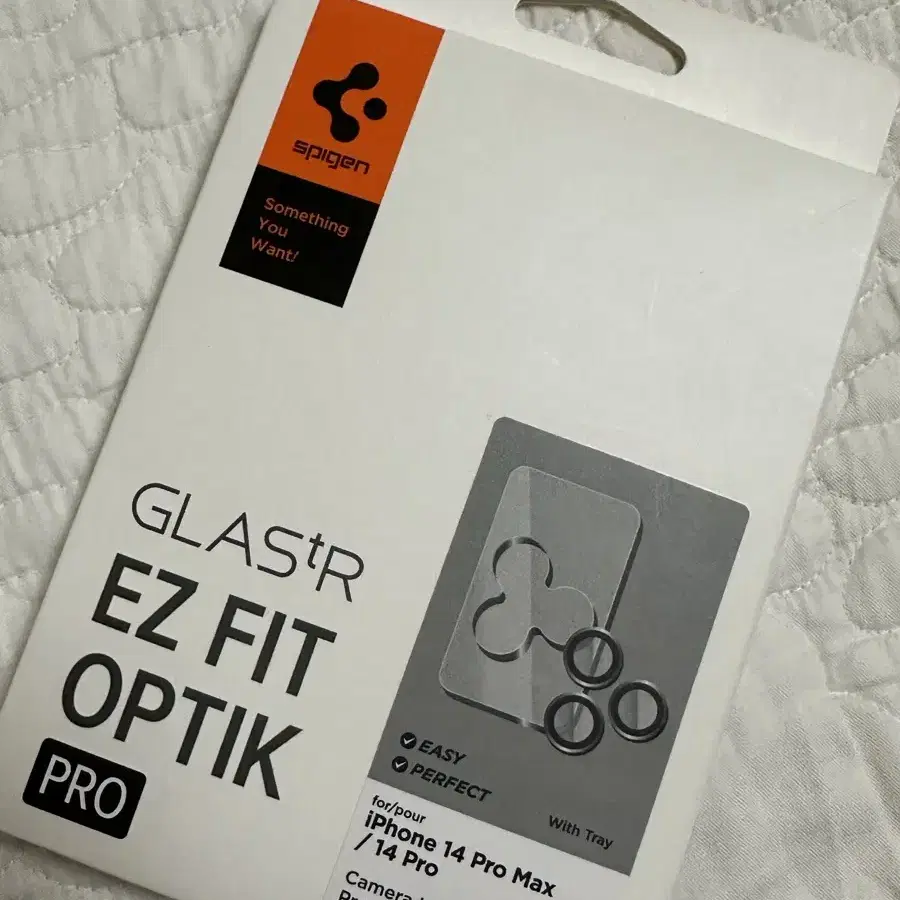 spigen
Something
You
Want!
GLAStR
EZ FIT
OPTIK
PRO
EASY
PERFECT
With Tray
for/pour
iPhone 14 Pro Max
/ 14 Pro
Camera